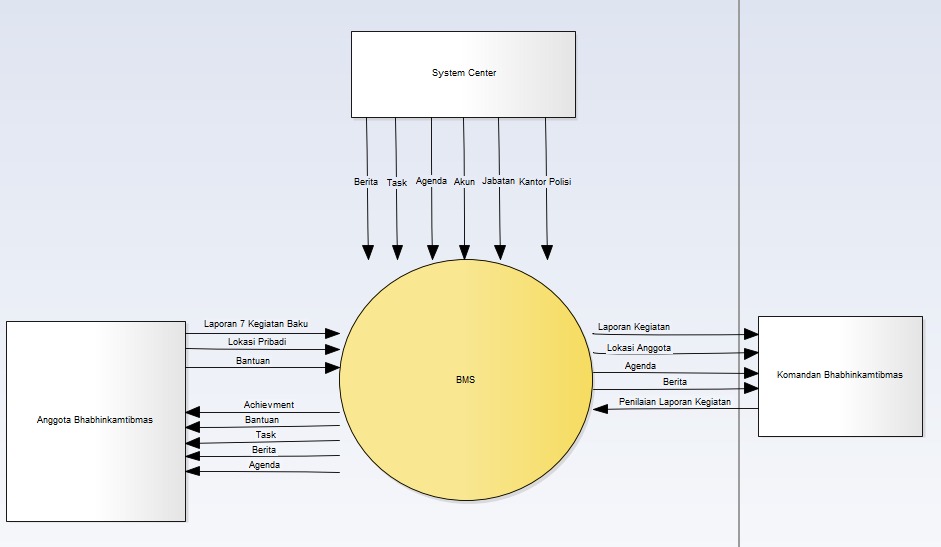 System Center
Berita Task Agenda Akun Jabatan Kantor Polisi
Laporan 7 Kegiatan Baku
Lokasi Pribadi
Bantuan
Anggota Bhabhinkamtibmas
Achievment
Bantuan
Task
Berita
Agenda
BMS
Laporan Kegiatan
Lokasi Anggota
Agenda
Berita
Penilaian Laporan Kegiatan
Komandan Bhabhinkamtibmas